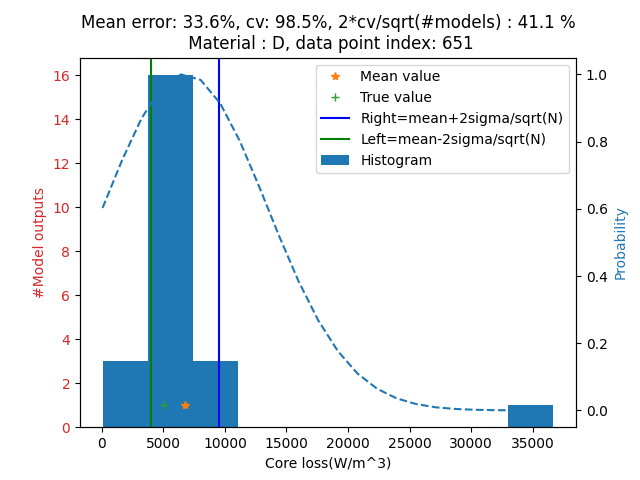 Mean error: 33.6%, cv: 98.5%, 2*cv/sqrt(#models) : 41.1 %
Material : D, data point index: 651
Mean value
True value
Right=mean+2sigma/sqrt(N)
Left=mean-2sigma/sqrt(N)
Histogram
#Model outputs
16
14
12
10
8
6
4
2
0
Probability
1.0
0.8
0.6
0.4
0.2
0.0
0 5000 10000 15000 20000 25000 30000 35000
Core loss(W/m^3)